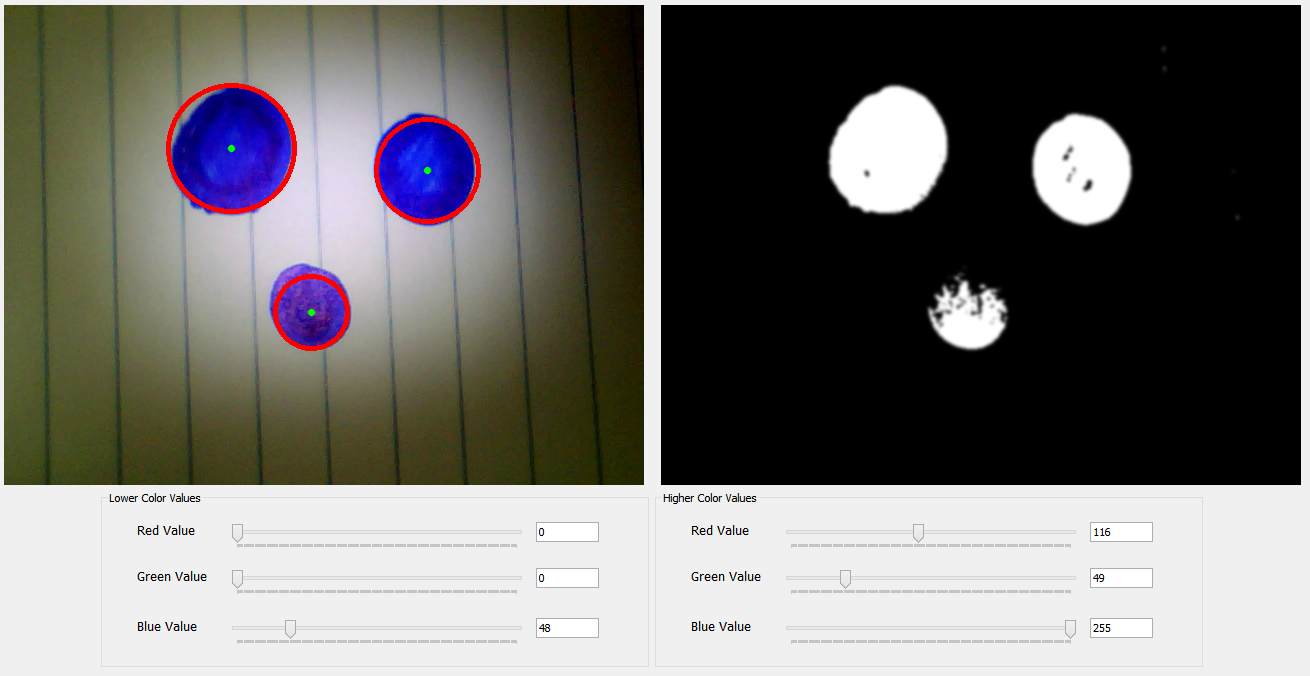 Lower Color Values
Red Value 0
Green Value 0
Blue Value 48
Higher Color Values
Red Value 116
Green Value 49
Blue Value 255